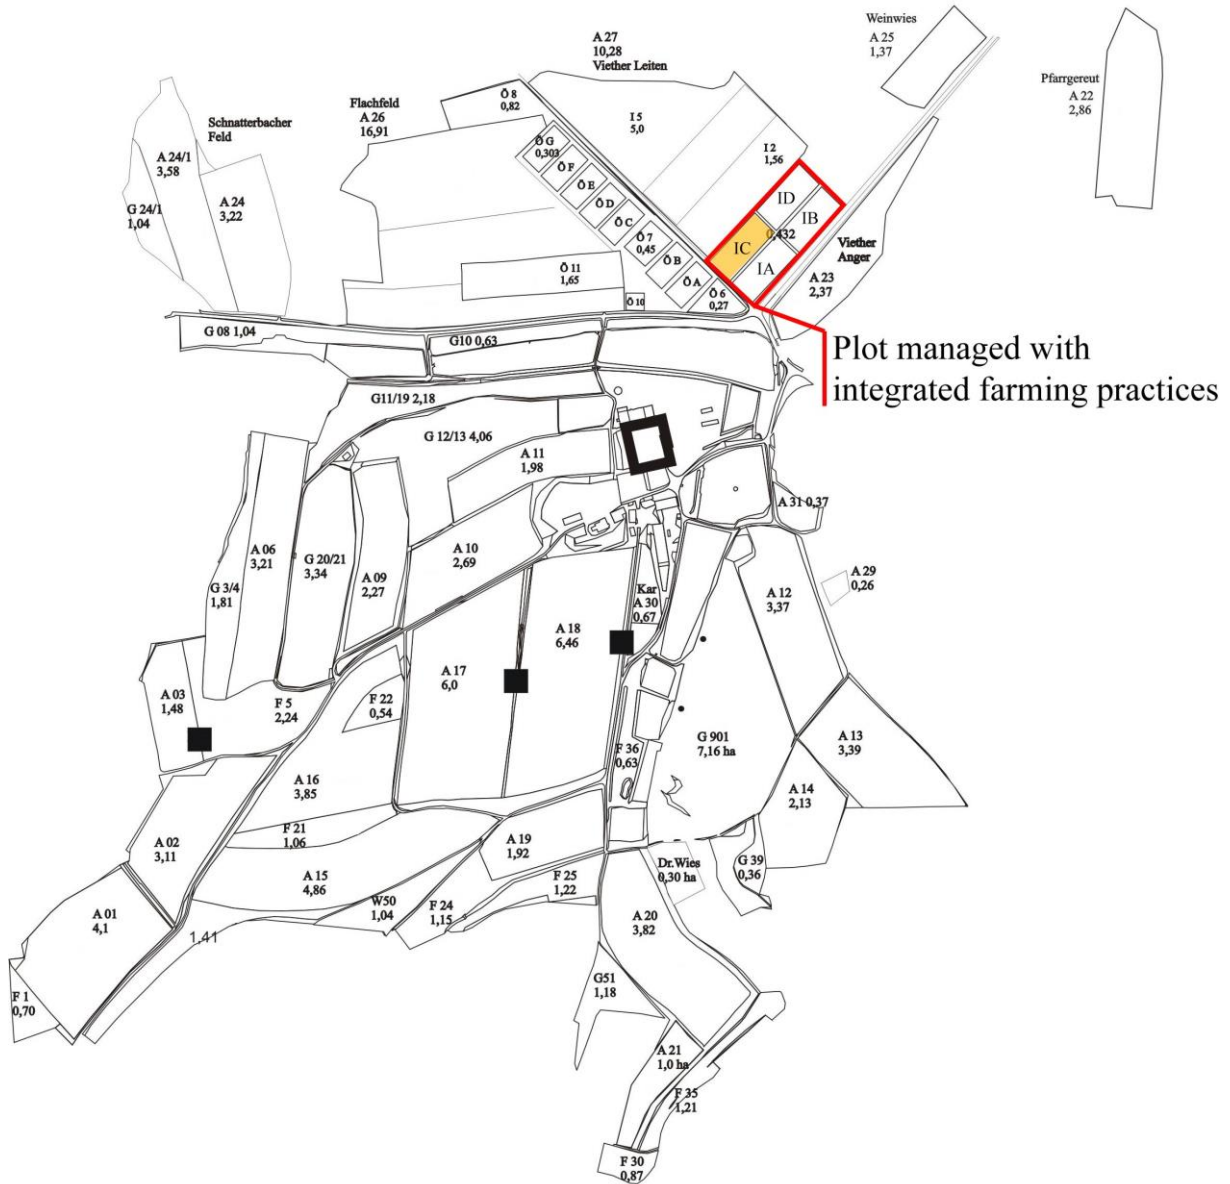 Weinwies
A 25
1,37
Pfarrgereut
A 22
2,86
A 27
10,28
Viether Leiten
Ö 8
0,82
Flachfeld
A 26
16,91
Schnatterbacher
Feld
A 24/1
3,58
G 24/1
1,04
A 24
3,22
I 5
5,0
I 2
1,56
Ö G
0,303
Ö F
Ö E
Ö D
Ö C
Ö 7
0,45
Ö B
Ö A
Ö 6
0,27
ID
IB
0,432
IC
IA
Viether
Anger
A 23
2,37
Ö 11
1,65
Ö 10
Plot managed with
integrated farming practices
G 08 1,04
G10 0,63
G11/19 2,18
G 12/13 4,06
A 11
1,98
A 31 0,37
A 06
3,21
G 20/21
3,34
A 09
2,27
A 10
2,69
G 3/4
1,81
Kar
A 30
0,67
A 12
3,37
A 29
0,26
A 18
6,46
A 17
6,0
A 03
1,48
F 5
2,24
F 22
0,54
F 36
0,63
G 901
7,16 ha
A 13
3,39
A 14
2,13
A 16
3,85
F 21
1,06
A 02
3,11
A 19
1,92
Dr.Wies
0,30 ha
G 39
0,36
A 15
4,86
W50
1,04
F 24
1,15
F 25
1,22
A 01
4,1
1,41
A 20
3,82
F 1
0,70
G51
1,18
A 21
1,0 ha
F 35
1,21
F 30
0,87